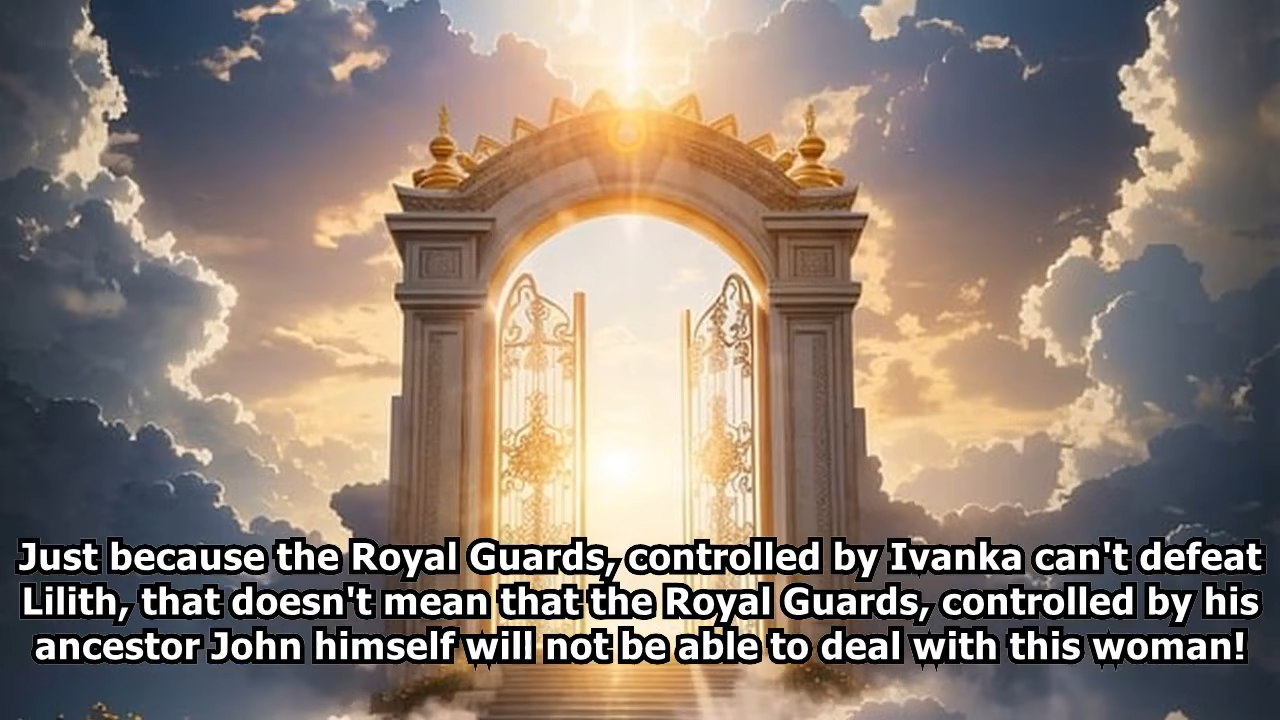 Just because the Royal Guards, controlled by Ivanka can't defeat
Lilith, that doesn't mean that the Royal Guards, controlled by his
ancestor John himself will not be able to deal with this woman!